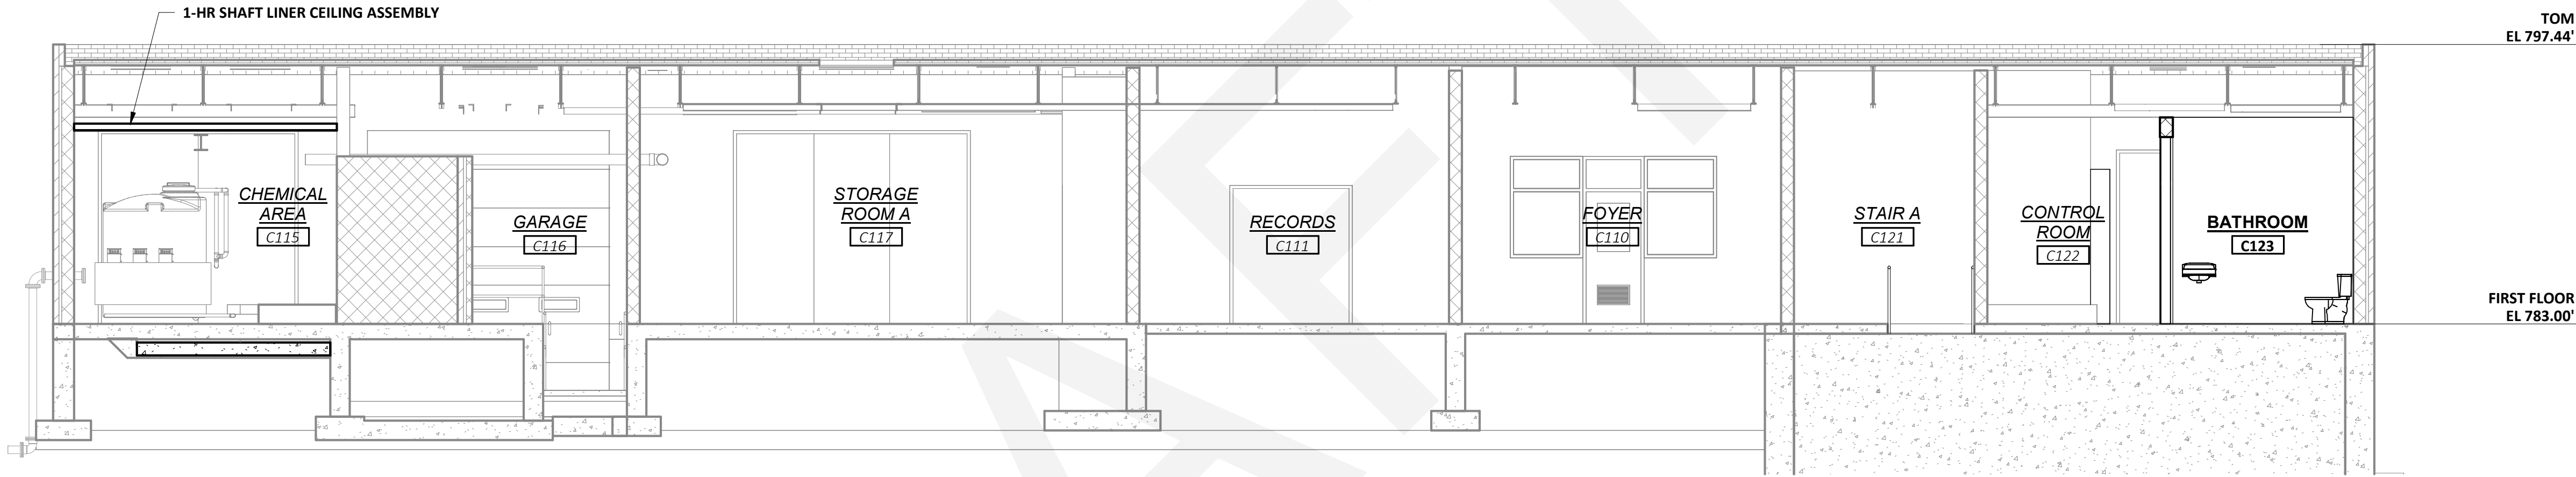 1-HR SHAFT LINER CEILING ASSEMBLY
TOM
EL 797.44'
CHEMICAL
AREA
C115
GARAGE
C116
STORAGE
ROOM A
C117
RECORDS
C111
FOYER
C110
STAIR A
C121
CONTROL
ROOM
C122
BATHROOM
C123
FIRST FLOOR
EL 783.00'